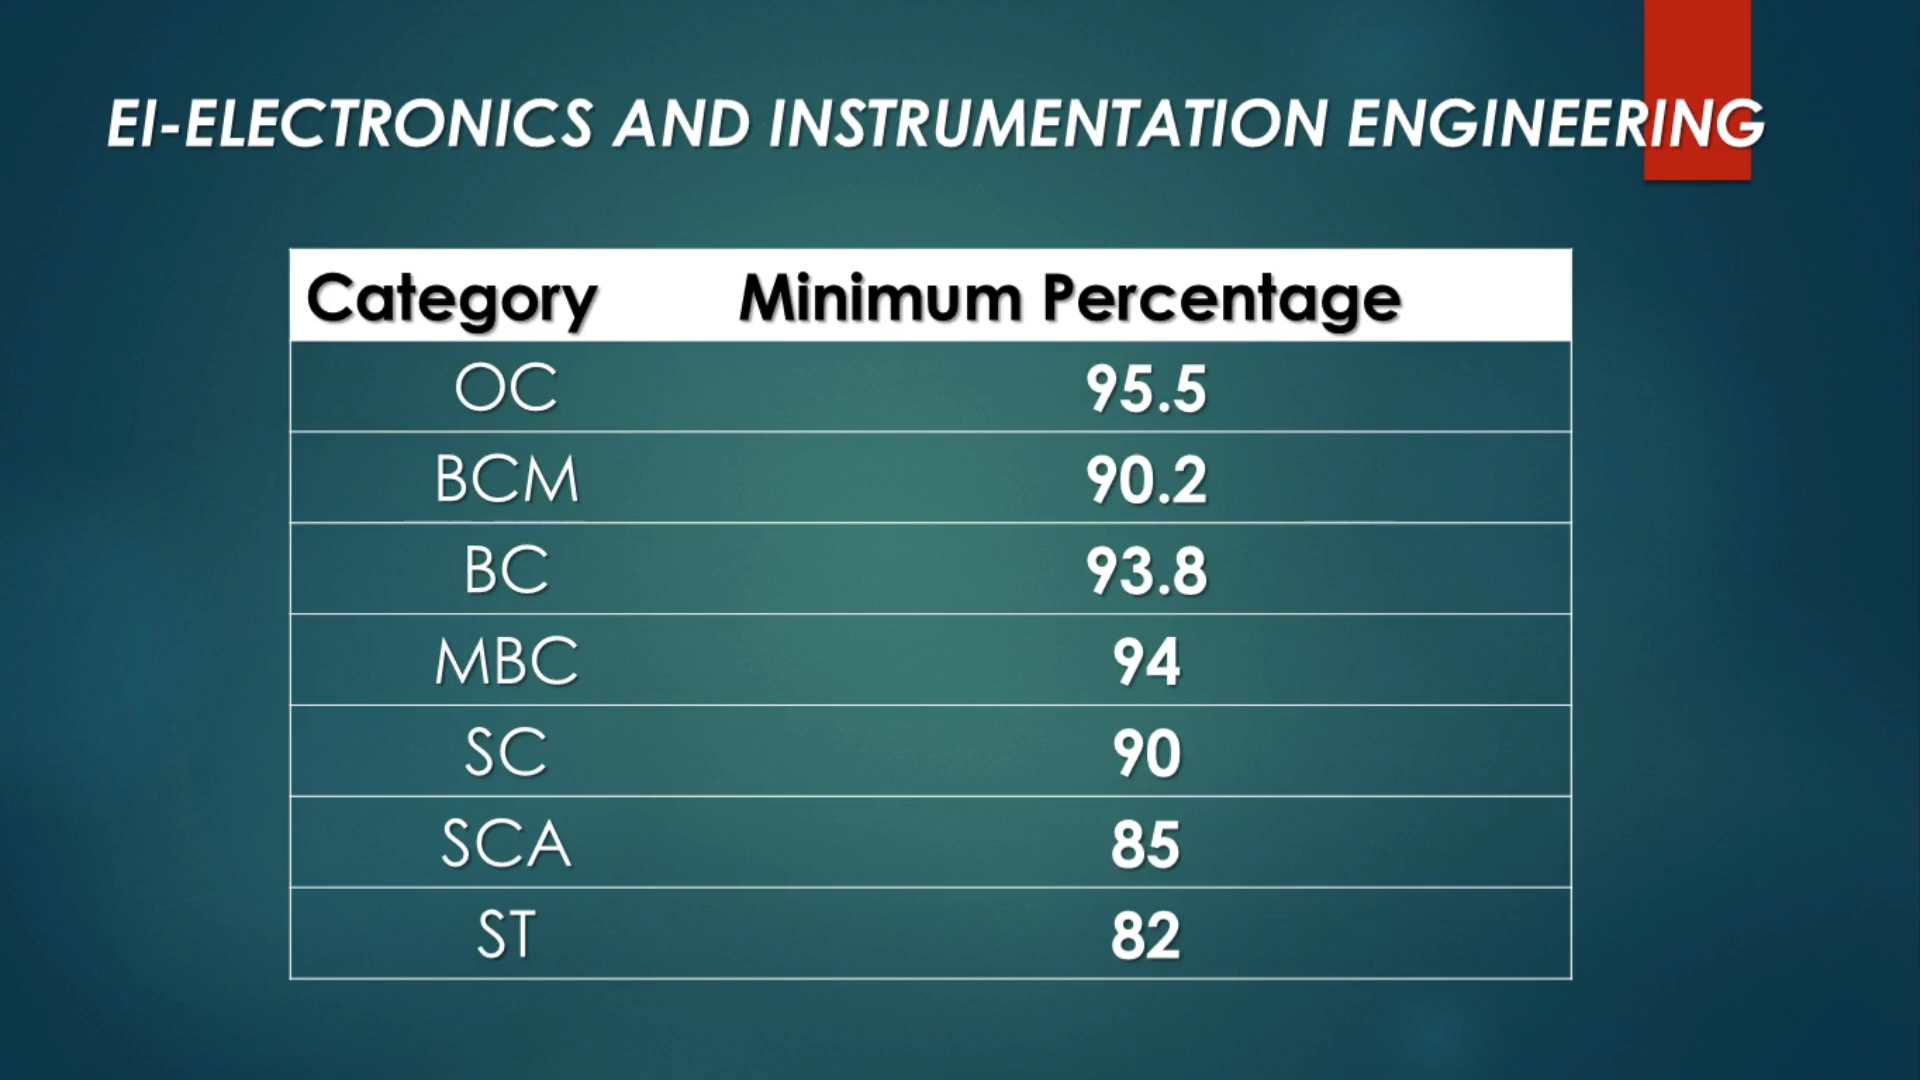 EI-ELECTRONICS AND INSTRUMENTATION ENGINEERING
Category Minimum Percentage
OC 95.5
BCM 90.2
BC 93.8
MBC 94
SC 90
SCA 85
ST 82